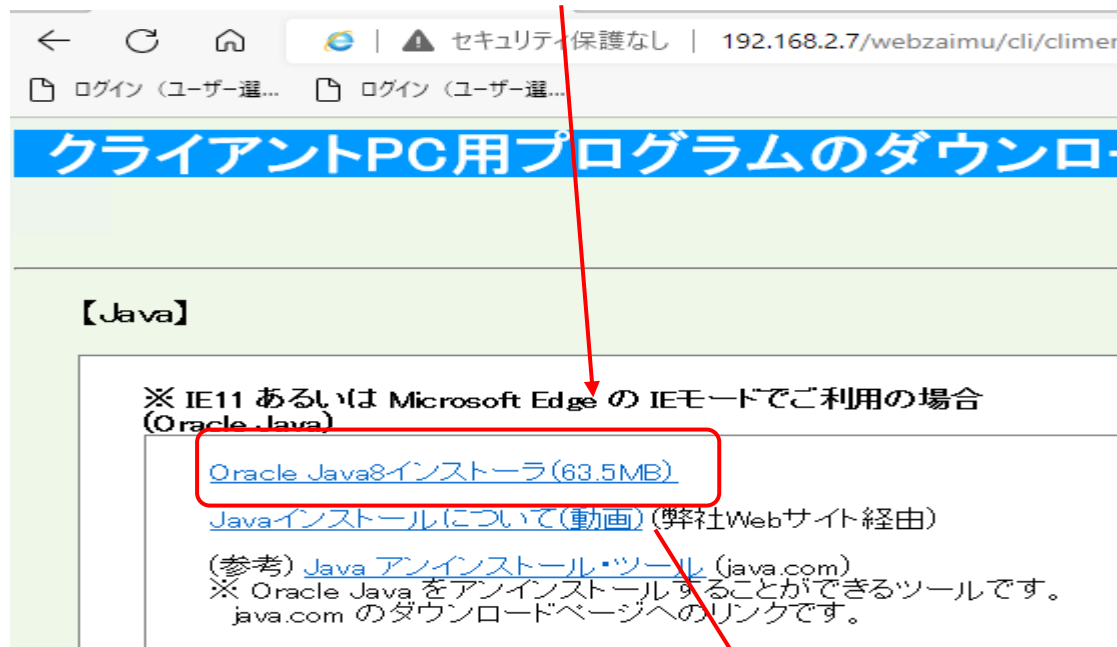 セキュリティ保護なし | 192.168.2.7/webzaimu/cli/climer
ログイン (ユーザー選... ログイン (ユーザー選...
クライアントPC用プログラムのダウンロー
【Java】
※ IE11 あるいは Microsoft Edge の IEモードでご利用の場合
(Oracle Java)
Oracle Java8インストーラ(63.5MB)
Javaインストールについて(動画) (弊社Webサイト経由)
(参考) Java アンインストール・ツール (java.com)
※ Oracle Java をアンインストールすることができるツールです。
java.com のダウンロードページへのリンクです。